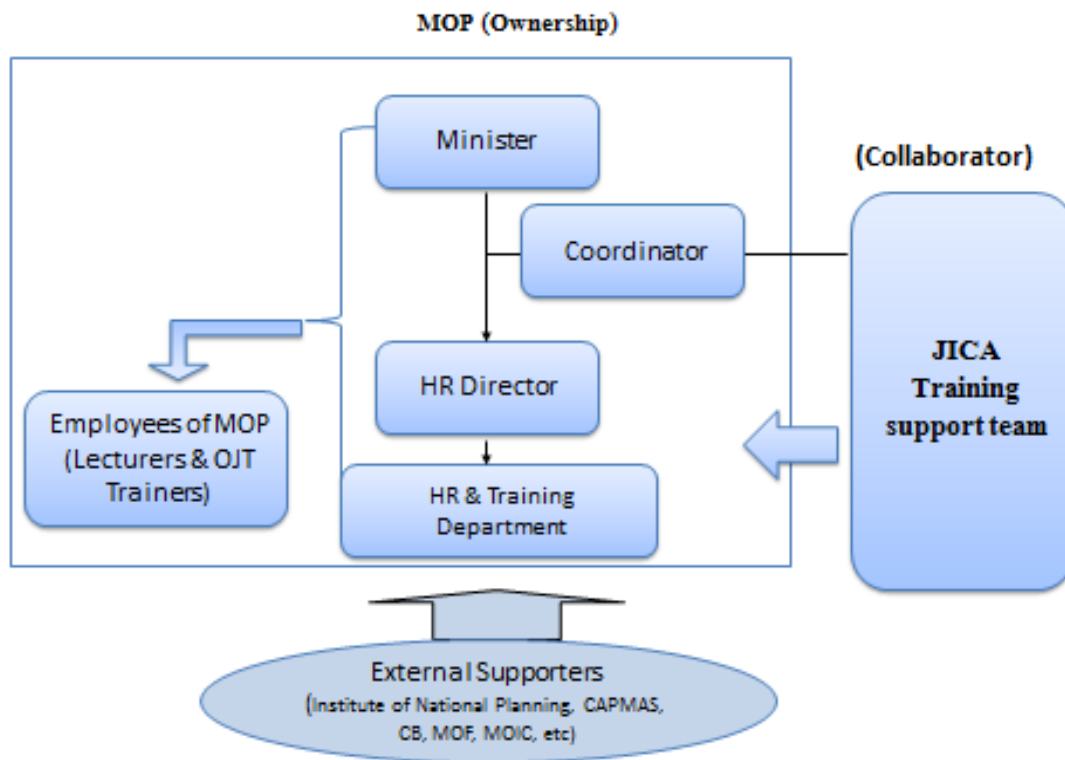 MOP (Ownership)
Minister
(Collaborator)
Coordinator
JICA
Training
support team
HR Director
Employees of MOP
(Lecturers & OJT
Trainers)
HR & Training
Department
External Supporters
(Institute of National Planning, CAPMAS,
CB, MOF, MOIC, etc)